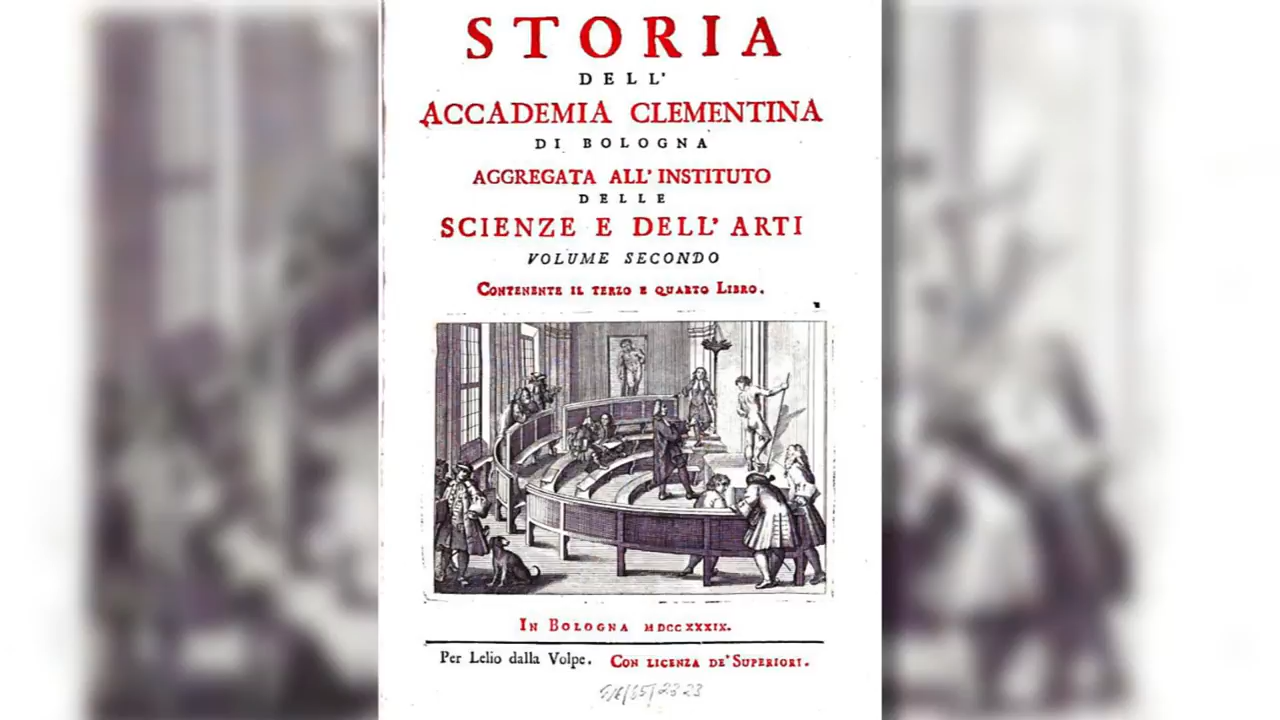 STORIA
DELL'
ACCADEMIA CLEMENTINA
DI BOLOGNA
AGGREGATA ALL' INSTITUTO
DELLE
SCIENZE E DELL' ARTI
VOLUME SECONDO
CONTENENTE IL TERZO E QUARTO LIBRO.
IN BOLOGNA MDCCXXXIX.
Per Lelio dalla Volpe. CON LICENZA DE' SUPERIORI.